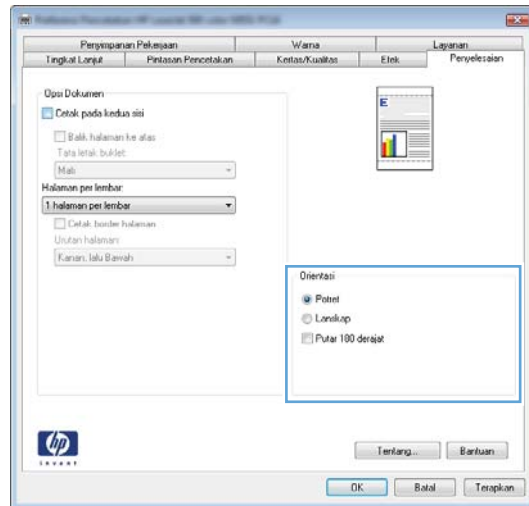 Penyimpanan Pekerjaan
Warna
Layanan
Tingkat Lanjut
Pintasan Pencetakan
Kertas/Kualitas
Efek
Penyelesaian
Opsi Dokumen
Cetak pada kedua sisi
Balik halaman ke atas
Tata letak buklet:
Mati
Halaman per lembar:
1 halaman per lembar
Cetak border halaman
Urutan halaman:
Kanan, lalu Bawah
E
Orientasi
Potret
Lanskap
Putar 180 derajat
hp
invent
Tentang...
Bantuan
OK
Batal
Terapkan